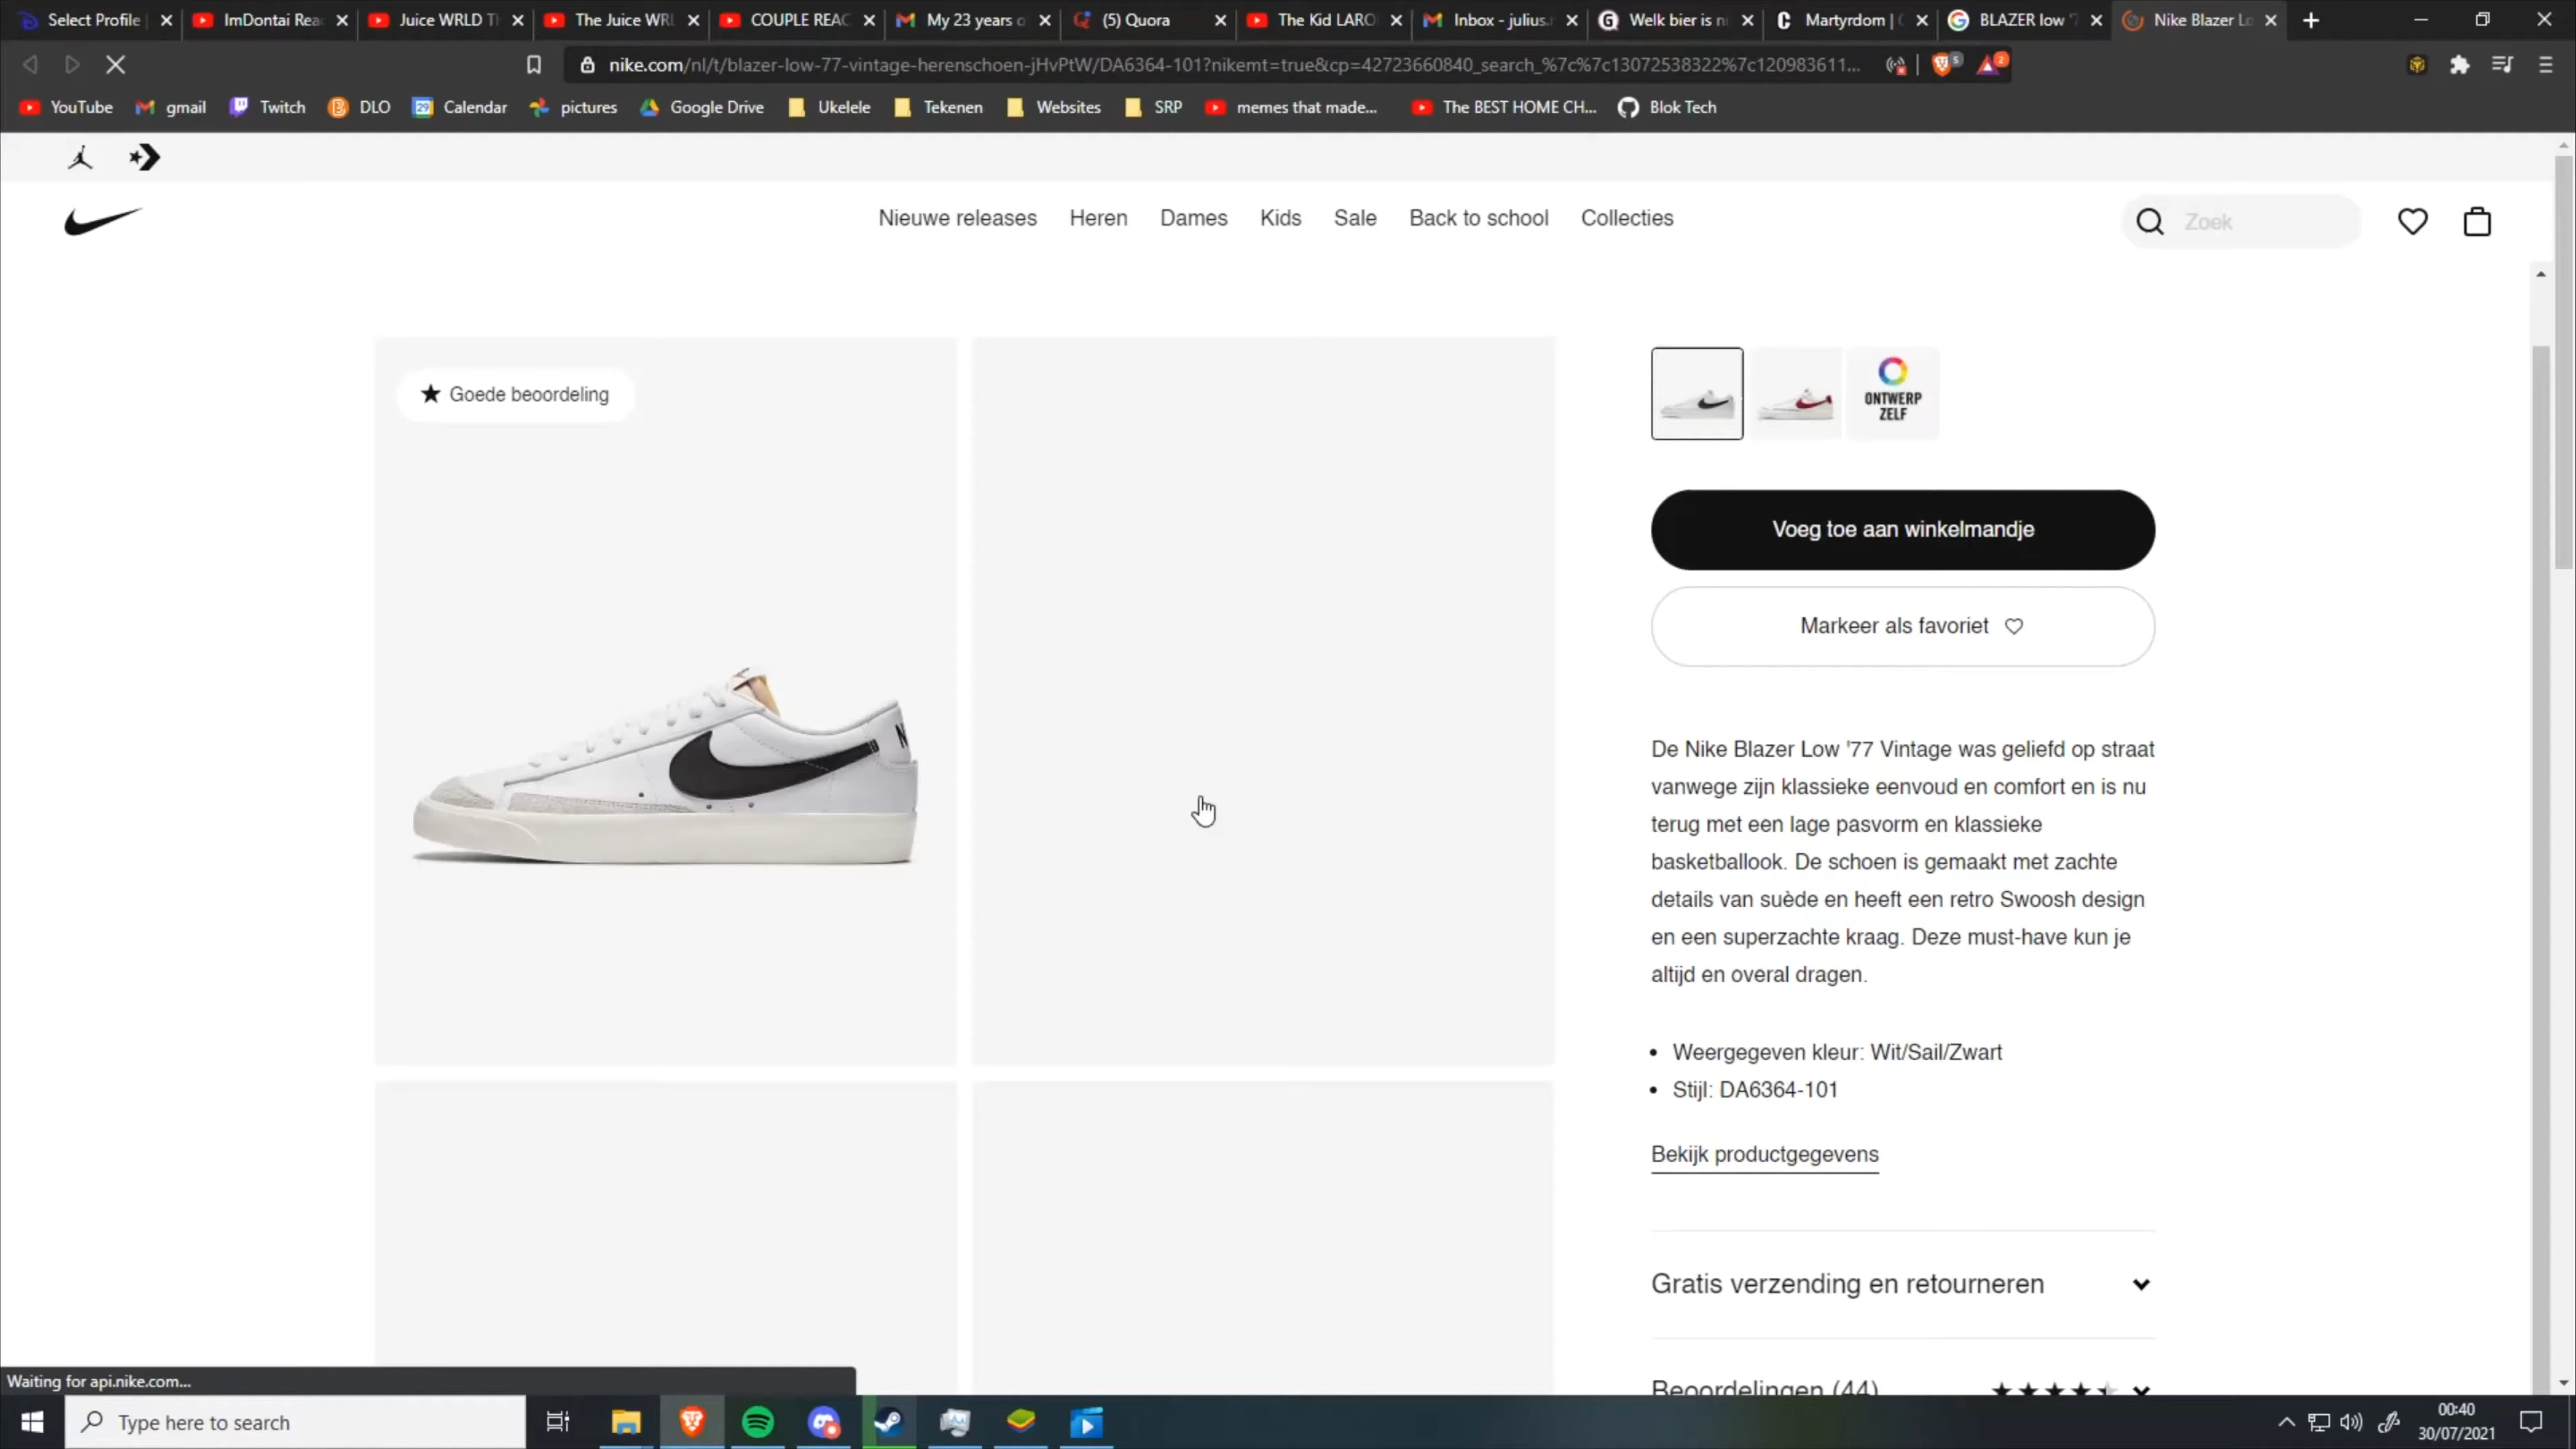 Select Profile
ImDontai Rea
Juice WRLD Th
The Juice WRL
COUPLE REAC
My 23 years o
(5) Quora
The Kid LARO
Inbox - julius.
Welk bier is n
Martyrdom | C
BLAZER low '7
Nike Blazer Lo
nike.com/nl/t/blazer-low-77-vintage-herenschoen-jHvPtW/DA6364-101?nikemt=true&cp=42723660840_search_%7c%7c13072538322%7c120983611...
5
2
YouTube
gmail
Twitch
DLO
29
Calendar
pictures
Google Drive
Ukelele
Tekenen
Websites
SRP
memes that made...
The BEST HOME CH...
Blok Tech
Nieuwe releases
Heren
Dames
Kids
Sale
Back to school
Collecties
Zoek
★ Goede beoordeling
ONTWERP
ZELF
Voeg toe aan winkelmandje
Markeer als favoriet
De Nike Blazer Low '77 Vintage was geliefd op straat
vanwege zijn klassieke eenvoud en comfort en is nu
terug met een lage pasvorm en klassieke
basketballook. De schoen is gemaakt met zachte
details van suède en heeft een retro Swoosh design
en een superzachte kraag. Deze must-have kun je
altijd en overal dragen.
• Weergegeven kleur: Wit/Sail/Zwart
• Stijl: DA6364-101
Bekijk productgegevens
Gratis verzending en retourneren
Beoordelingen (44)
Waiting for api.nike.com...
Type here to search
00:40
30/07/2021